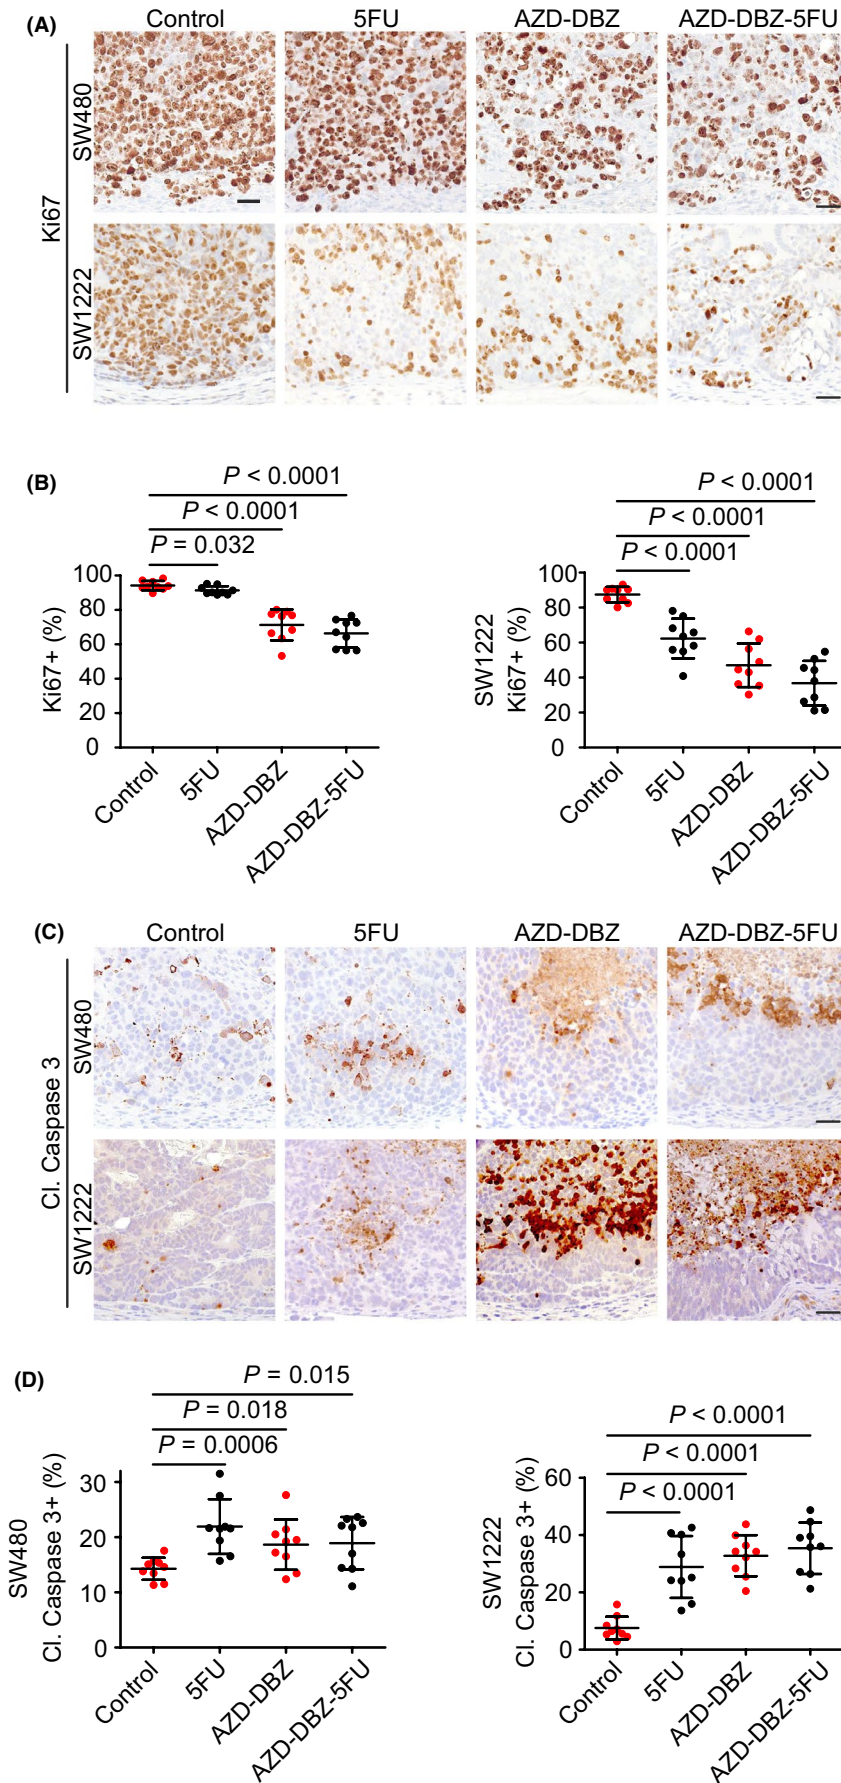 (A)
Control 5FU AZD-DBZ AZD-DBZ-5FU
Ki67
SW480
SW1222
(B)
P < 0.0001
P < 0.0001
P = 0.032
Ki67+ (%)
100
80
60
40
20
0
Control
5FU
AZD-DBZ
AZD-DBZ-5FU
P < 0.0001
P < 0.0001
P < 0.0001
SW1222
Ki67+ (%)
100
80
60
40
20
0
Control
5FU
AZD-DBZ
AZD-DBZ-5FU
(C)
Control 5FU AZD-DBZ AZD-DBZ-5FU
Cl. Caspase 3
SW480
SW1222
(D)
P = 0.015
P = 0.018
P = 0.0006
SW480
Cl. Caspase 3+ (%)
30
20
10
0
Control
5FU
AZD-DBZ
AZD-DBZ-5FU
P < 0.0001
P < 0.0001
P < 0.0001
SW1222
Cl. Caspase 3+ (%)
60
40
20
0
Control
5FU
AZD-DBZ
AZD-DBZ-5FU